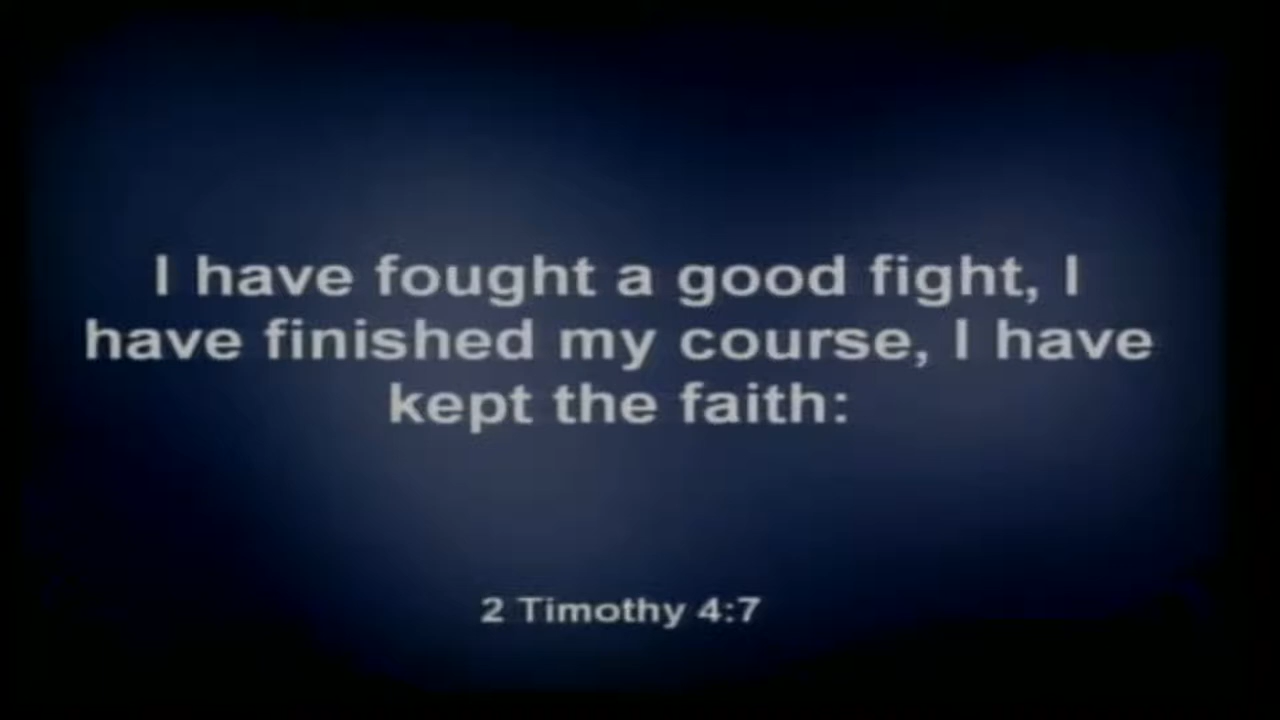 I have fought a good fight, I
have finished my course, I have
kept the faith:
2 Timothy 4:7